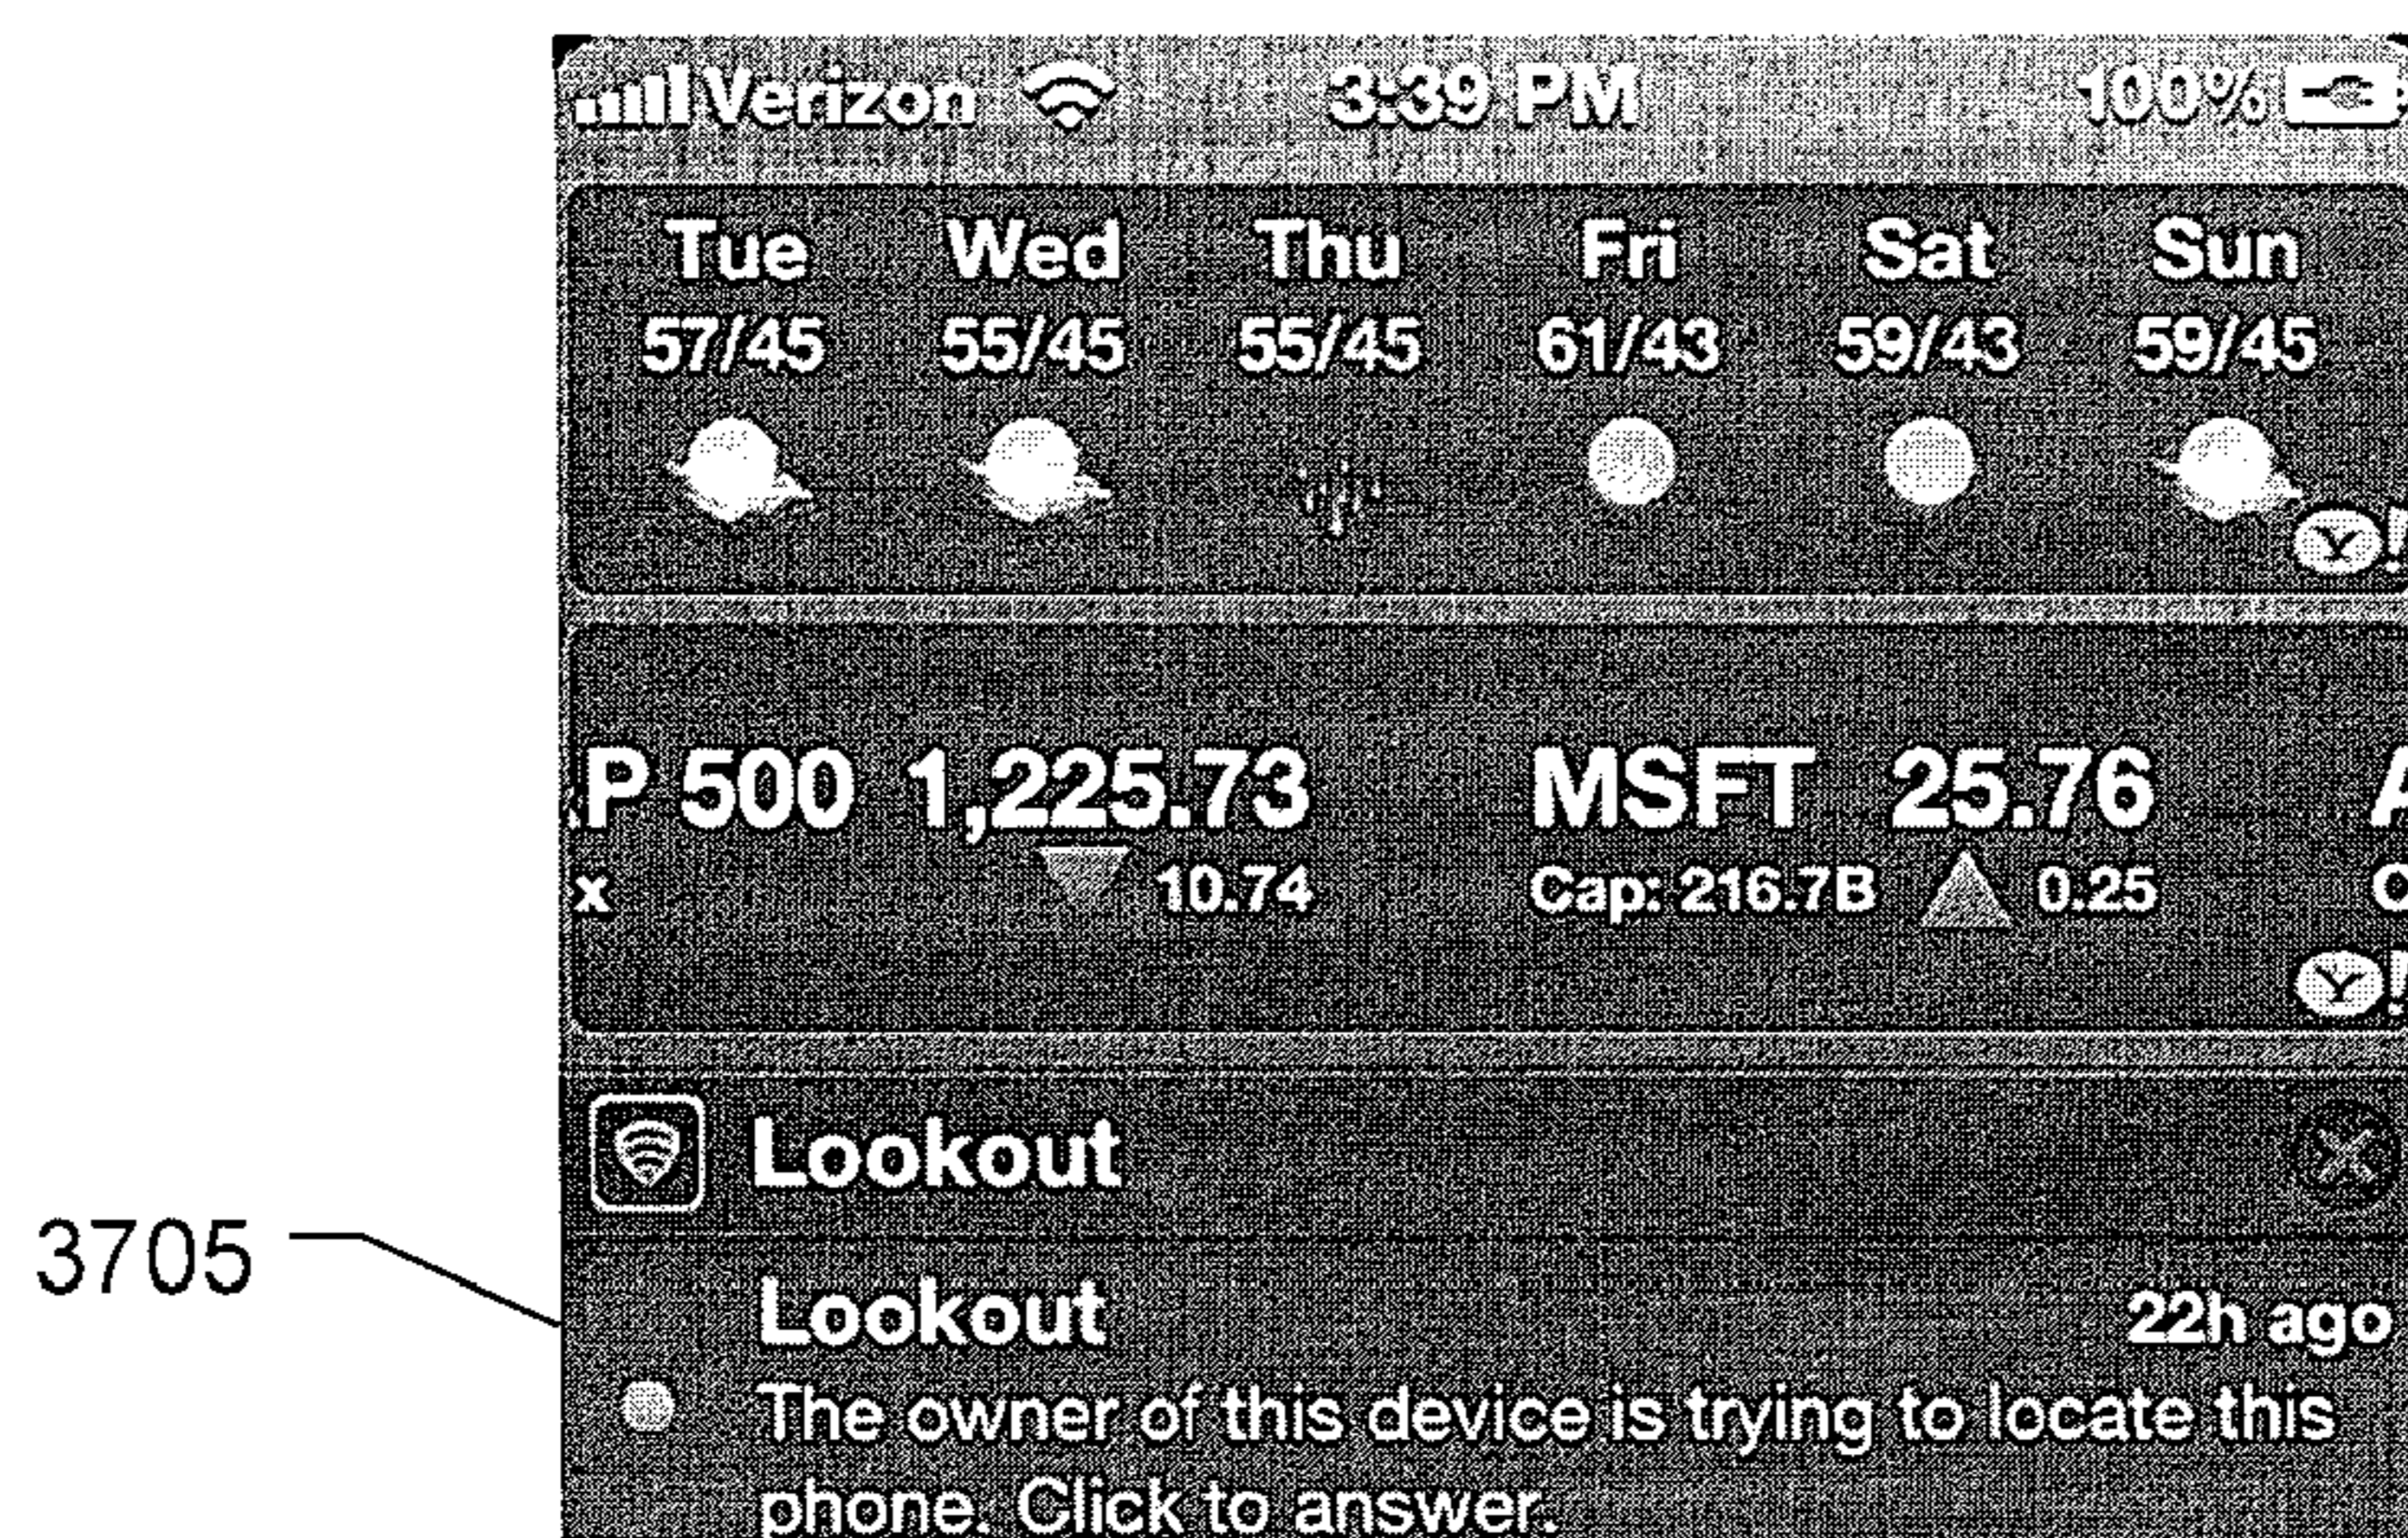 Verizon 3:39 PM 100%
Tue Wed Thu Fri Sat Sun
57/45 55/45 55/45 61/43 59/43 59/45
Y!
P 500 1,225.73 MSFT 25.76 A
x 10.74 Cap: 216.7B 0.25 C
Y!
Lookout
3705
Lookout 22h ago
The owner of this device is trying to locate this
phone. Click to answer.